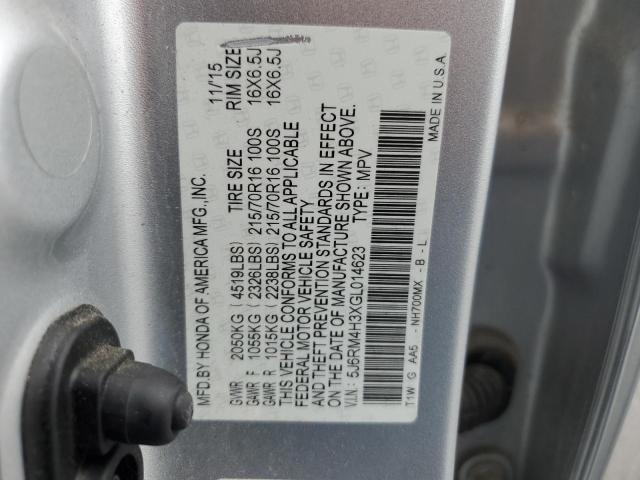 MFD.BY HONDA OF AMERICA MFG.,INC. 11/15
TIRE SIZE RIM SIZE
GVWR 2050KG (4519LBS)
GAWR F 1055KG (2326LBS) 215/70R16 100S 16X6.5J
GAWR R 1015KG (2238LBS) 215/70R16 100S 16X6.5J
THIS VEHICLE CONFORMS TO ALL APPLICABLE
FEDERAL MOTOR VEHICLE SAFETY
AND THEFT PREVENTION STANDARDS IN EFFECT
ON THE DATE OF MANUFACTURE SHOWN ABOVE.
V.I.N.: 5J6RM4H3XGL014623 TYPE: MPV
T1W G AA5 - NH700MX - B - L MADE IN U.S.A.